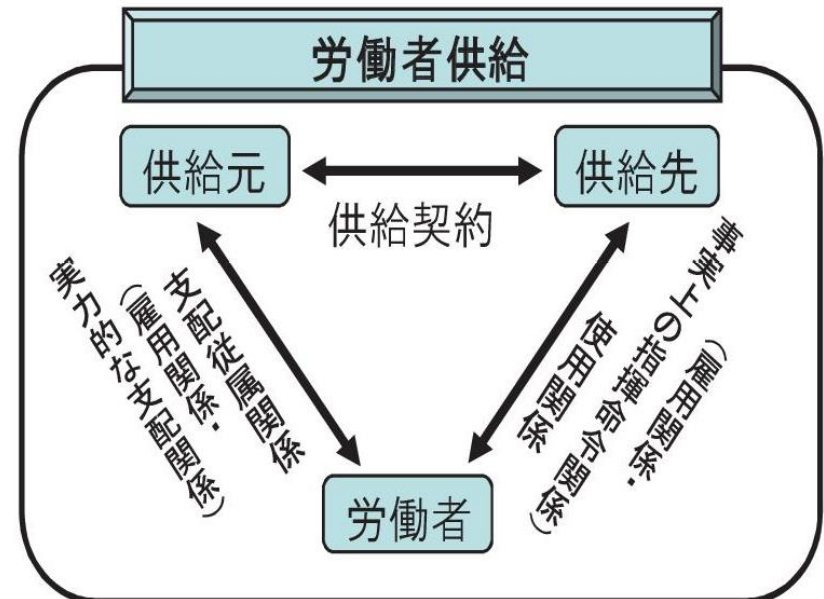 労働者供給
供給元
供給先
供給契約
支配従属関係
(雇用関係・
実力的な支配関係)
使用関係
(雇用関係・
事実上の指揮命令関係)
労働者